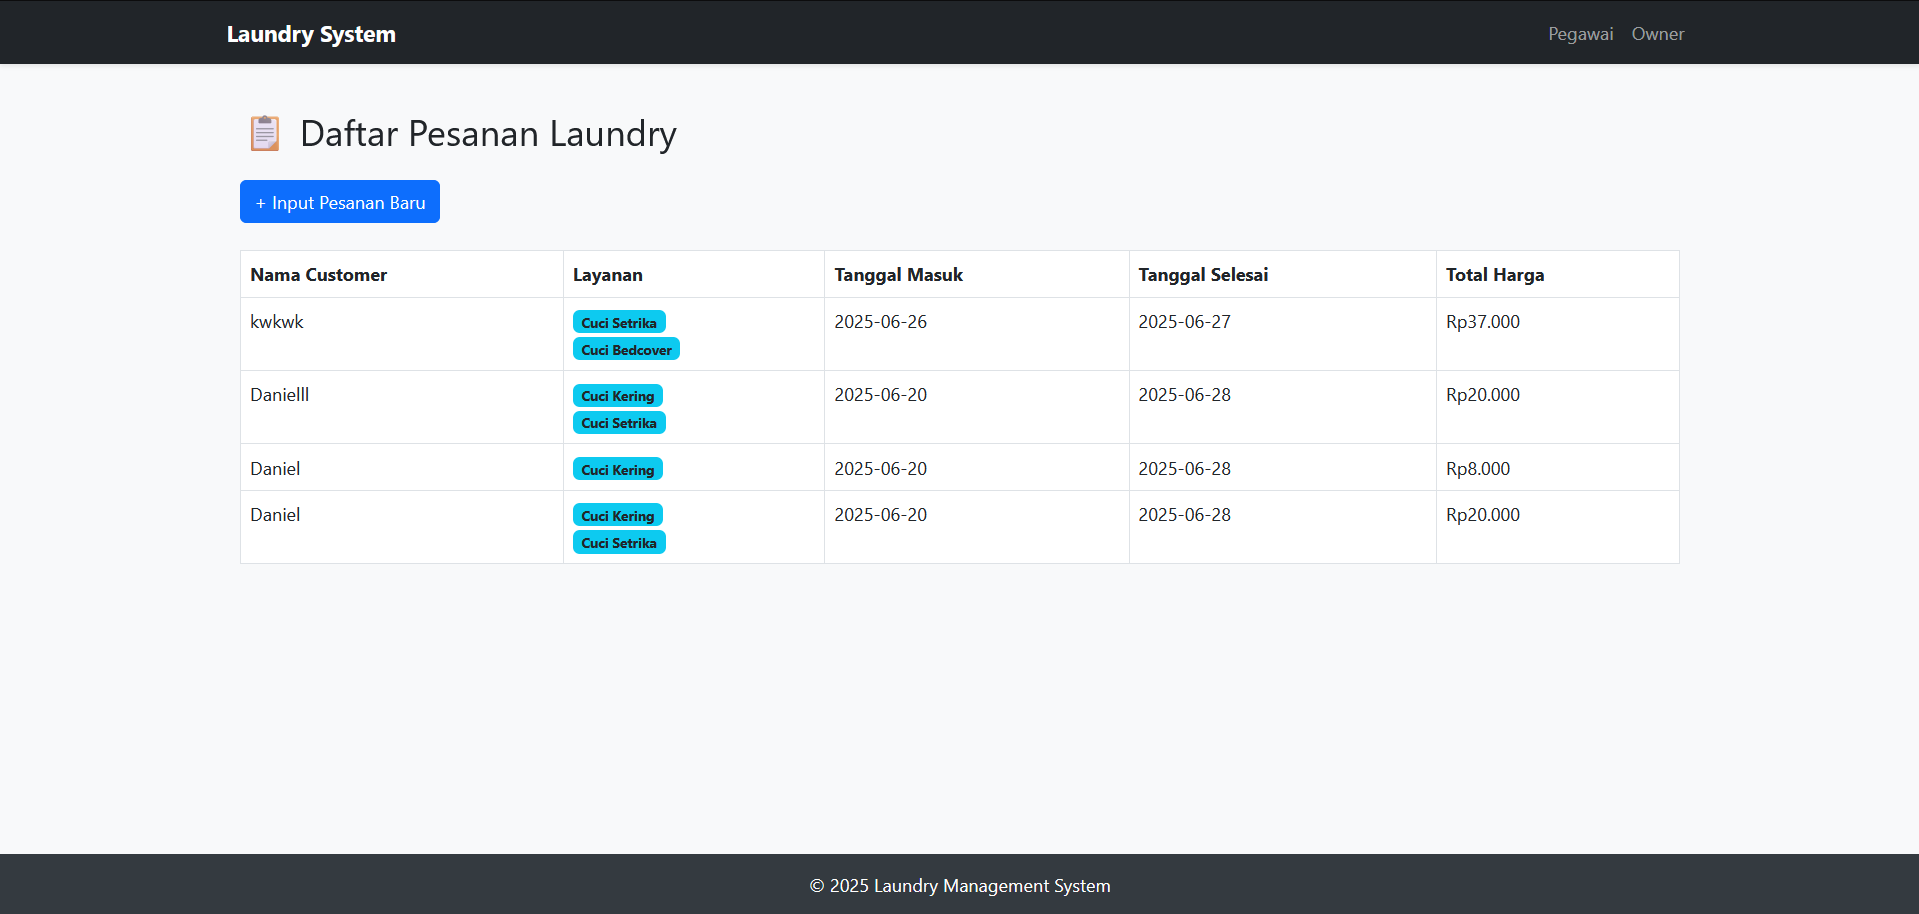 Laundry System
Pegawai Owner
Daftar Pesanan Laundry
+ Input Pesanan Baru
Nama Customer Layanan Tanggal Masuk Tanggal Selesai Total Harga
kwkwk Cuci Setrika 2025-06-26 2025-06-27 Rp37.000
Cuci Bedcover
Danielll Cuci Kering 2025-06-20 2025-06-28 Rp20.000
Cuci Setrika
Daniel Cuci Kering 2025-06-20 2025-06-28 Rp8.000
Daniel Cuci Kering 2025-06-20 2025-06-28 Rp20.000
Cuci Setrika
© 2025 Laundry Management System